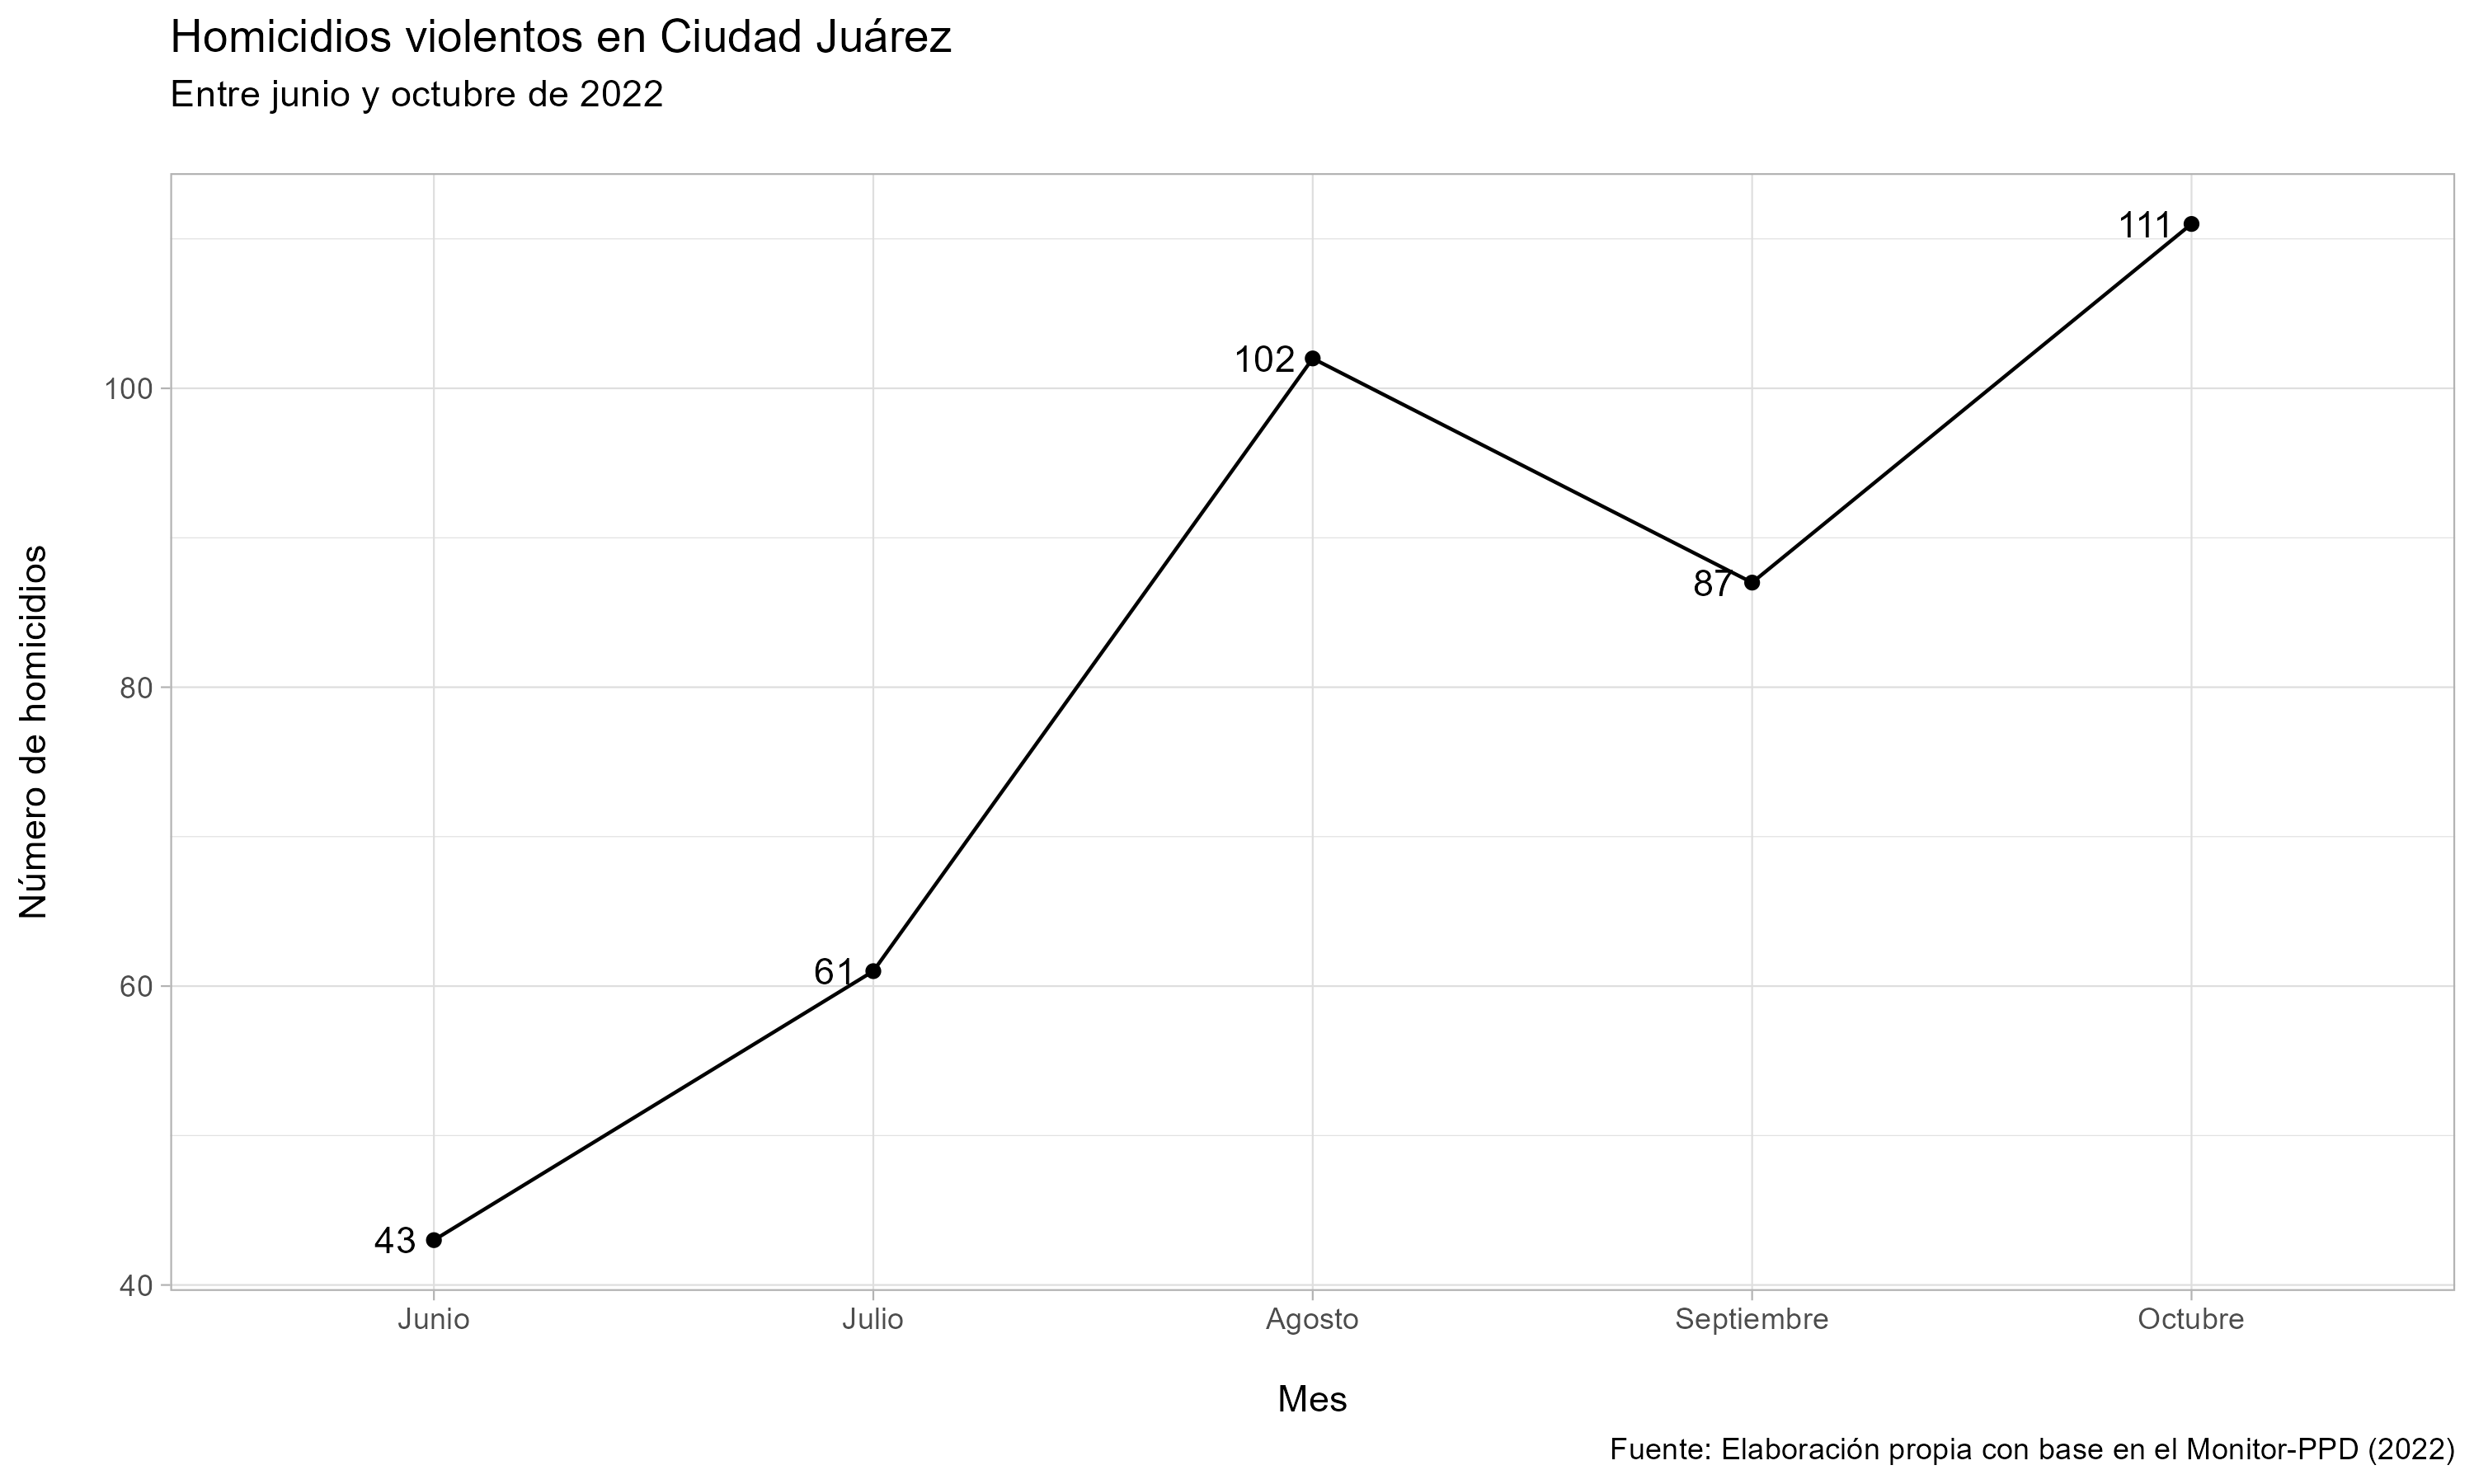 Homicidios violentos en Ciudad Juárez
Entre junio y octubre de 2022
Número de homicidios
100
80
60
40
43
61
102
87
111
Junio
Julio
Agosto
Septiembre
Octubre
Mes
Fuente: Elaboración propia con base en el Monitor-PPD (2022)